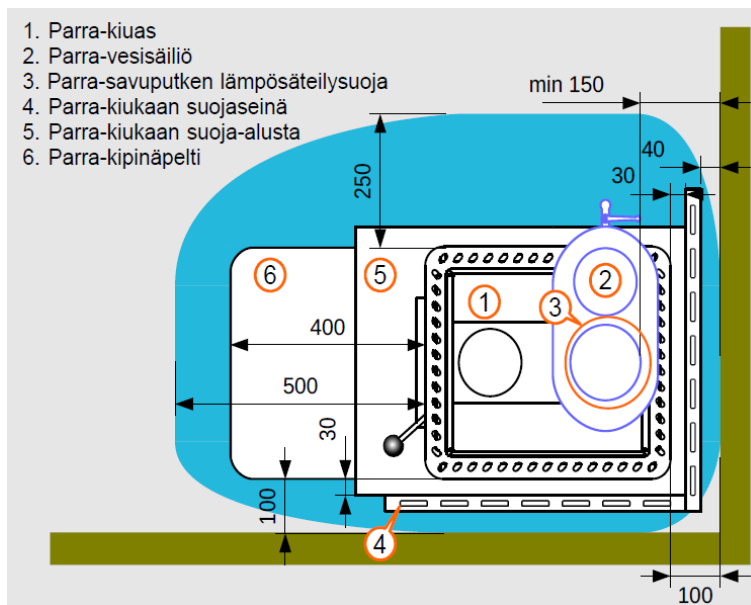 1. Parra-kiuas
2. Parra-vesisäiliö
3. Parra-savuputken lämpösäteilysuoja
4. Parra-kiukaan suojaseinä
5. Parra-kiukaan suoja-alusta
6. Parra-kipinäpelti
min 150
40
30
250
6
5
1
2
3
400
500
30
100
4
100